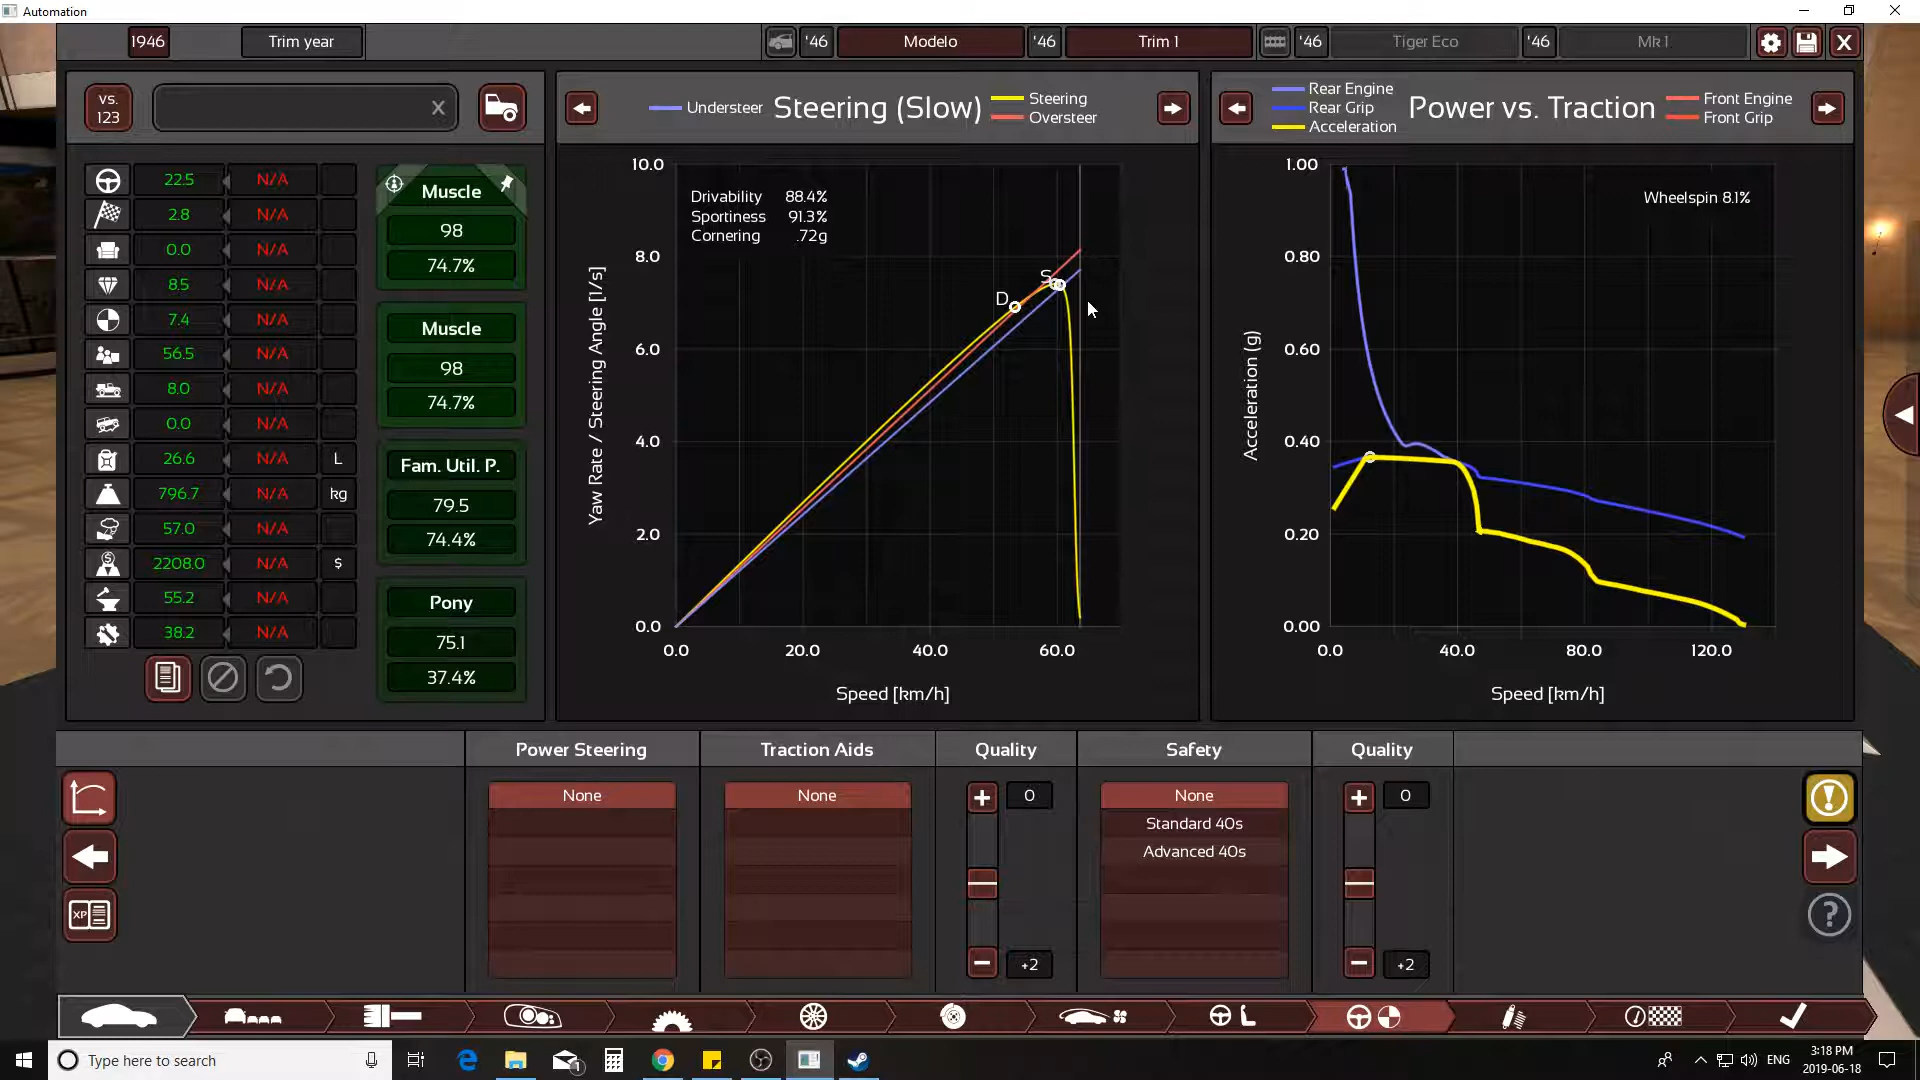 Automation
1946
Trim year
'46
Modelo
'46
Trim 1
'46
Tiger Eco
'46
Mk 1
vs.
123
X
22.5 N/A
2.8 N/A
0.0 N/A
8.5 N/A
7.4 N/A
56.5 N/A
8.0 N/A
0.0 N/A
26.6 N/A L
796.7 N/A kg
57.0 N/A
2208.0 N/A $
55.2 N/A
38.2 N/A
Muscle
98
74.7%
Muscle
98
74.7%
Fam. Util. P.
79.5
74.4%
Pony
75.1
37.4%
Understeer
Steering (Slow)
Steering
Oversteer
Drivability 88.4%
Sportiness 91.3%
Cornering .72g
10.0
8.0
6.0
4.0
2.0
0.0
Yaw Rate / Steering Angle [1/s]
D
S
0.0 20.0 40.0 60.0
Speed [km/h]
Rear Engine
Rear Grip
Acceleration
Power vs. Traction
Front Engine
Front Grip
Wheelspin 8.1%
1.00
0.80
0.60
0.40
0.20
0.00
Acceleration (g)
0.0 40.0 80.0 120.0
Speed [km/h]
Power Steering
None
Traction Aids
None
Quality
0
+2
Safety
None
Standard 40s
Advanced 40s
Quality
0
+2
XP
?
Type here to search
1
ENG
3:18 PM
2019-06-18